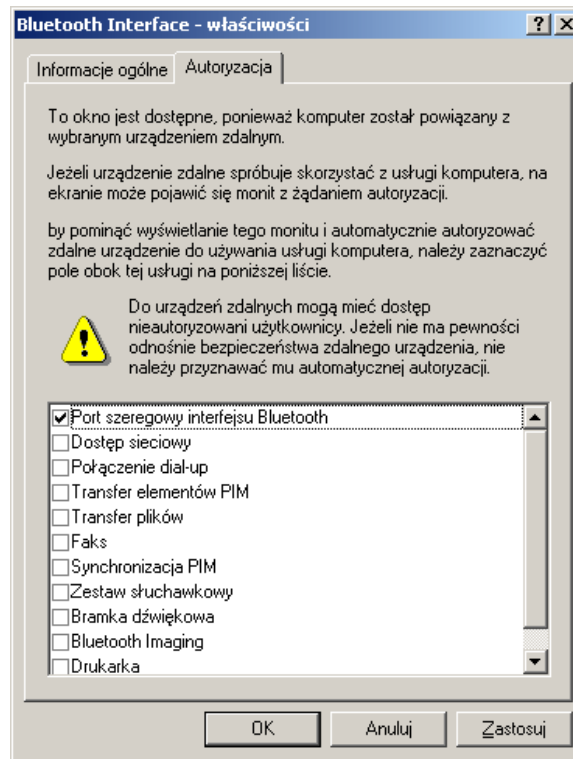 Bluetooth Interface - właściwości
Informacje ogólne
Autoryzacja
To okno jest dostępne, ponieważ komputer został powiązany z
wybranym urządzeniem zdalnym.
Jeżeli urządzenie zdalne spróbuje skorzystać z usługi komputera, na
ekranie może pojawić się monit z żądaniem autoryzacji.
by pominąć wyświetlanie tego monitu i automatycznie autoryzować
zdalne urządzenie do używania usługi komputera, należy zaznaczyć
pole obok tej usługi na poniższej liście.
Do urządzeń zdalnych mogą mieć dostęp
nieautoryzowani użytkownicy. Jeżeli nie ma pewności
odnośnie bezpieczeństwa zdalnego urządzenia, nie
należy przyznawać mu automatycznej autoryzacji.
Port szeregowy interfejsu Bluetooth
Dostęp sieciowy
Połączenie dial-up
Transfer elementów PIM
Transfer plików
Faks
Synchronizacja PIM
Zestaw słuchawkowy
Bramka dźwiękowa
Bluetooth Imaging
Drukarka
OK
Anuluj
Zastosuj